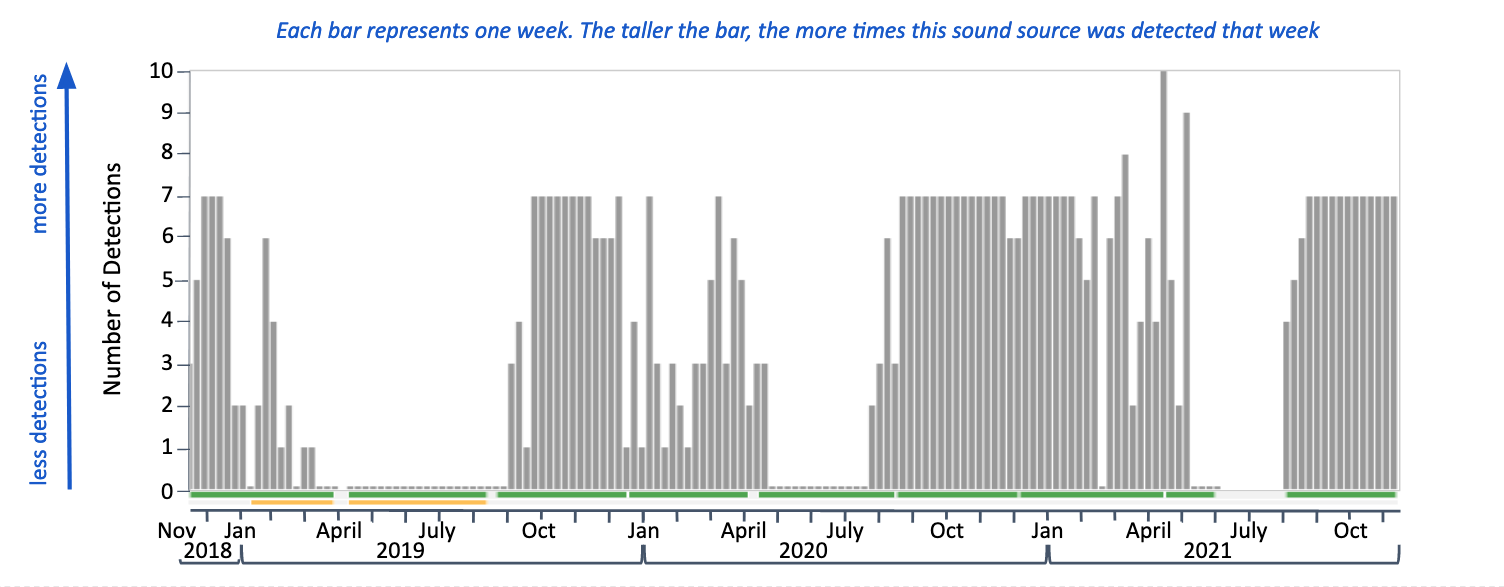 Each bar represents one week. The taller the bar, the more times this sound source was detected that week
more detections
less detections
Number of Detections
10
9
8
7
6
5
4
3
2
1
0
Nov Jan April July Oct Jan April July Oct Jan April July Oct
2018 2019 2020 2021